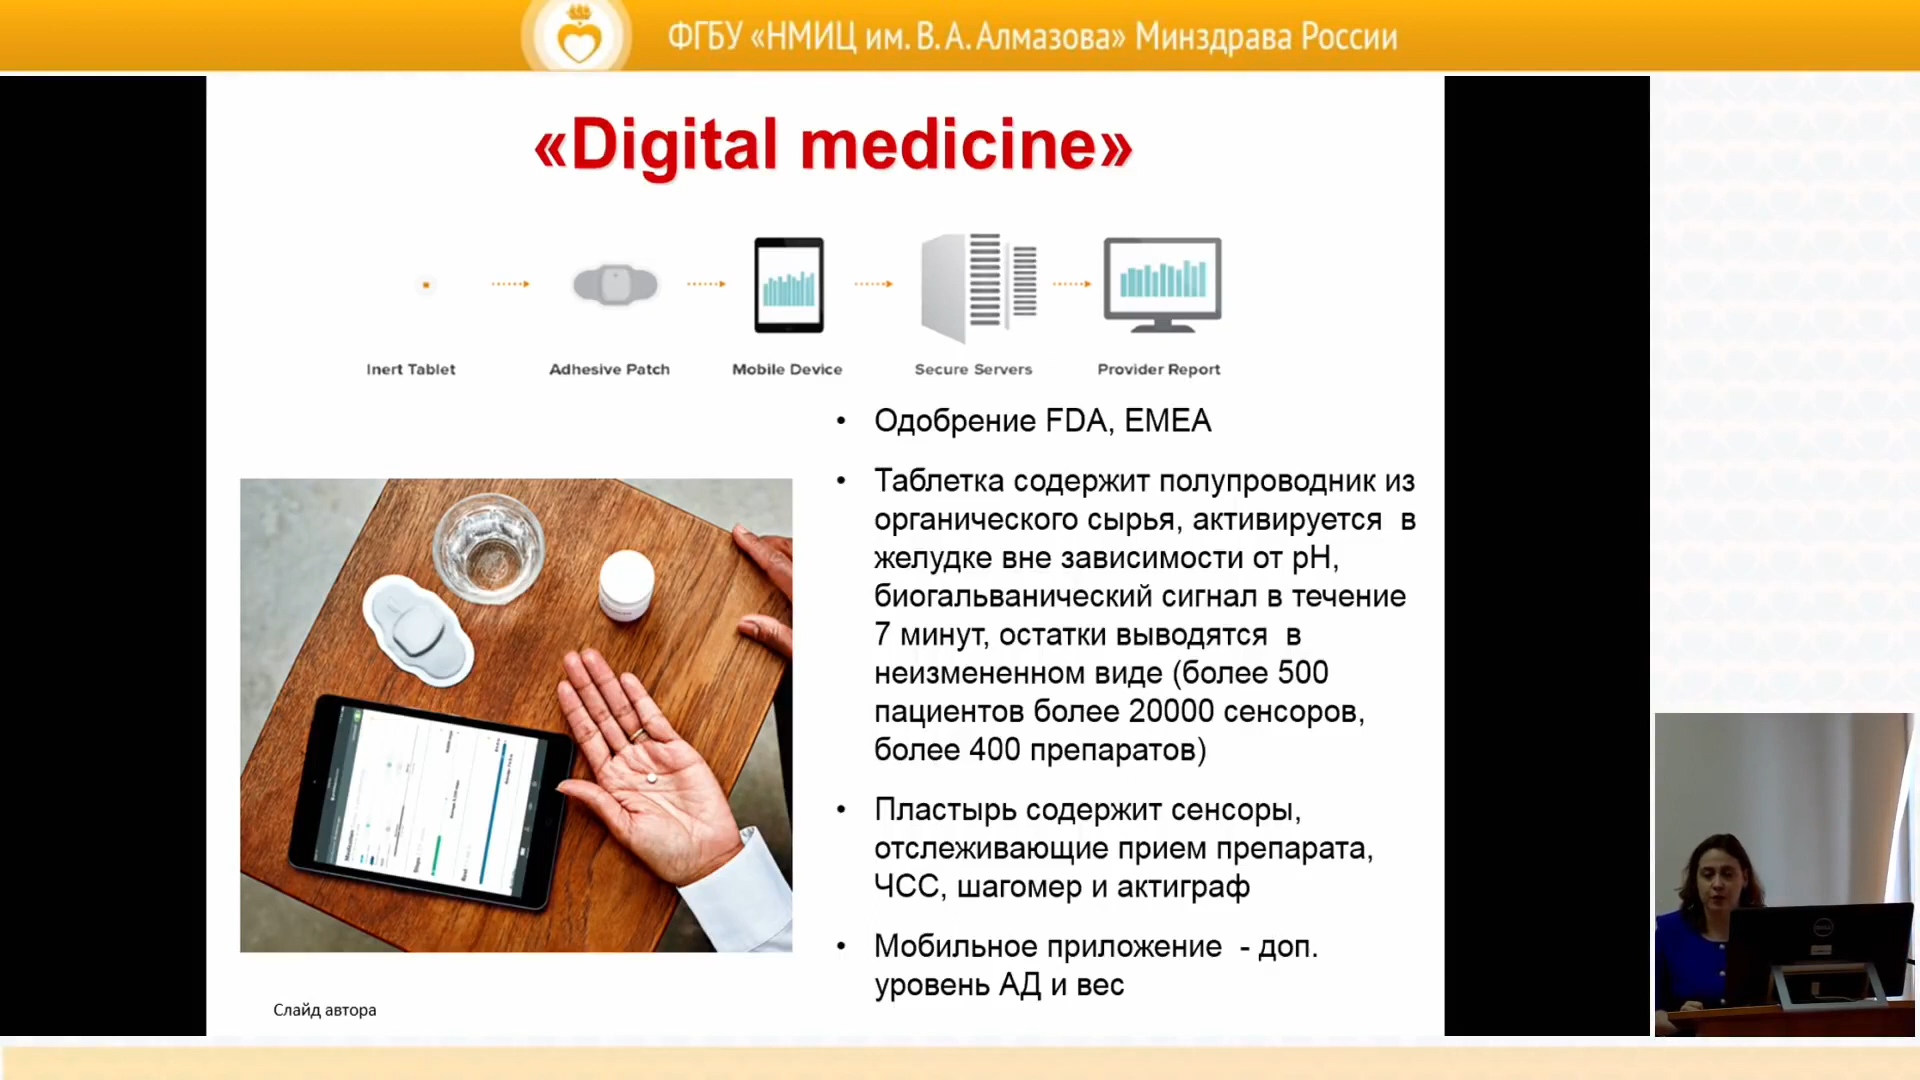 ФГБУ «НМИЦ им. В. А. Алмазова» Минздрава России
«Digital medicine»
Inert Tablet
Adhesive Patch
Mobile Device
Secure Servers
Provider Report
• Одобрение FDA, EMEA
• Таблетка содержит полупроводник из
органического сырья, активируется в
желудке вне зависимости от рН,
биогальванический сигнал в течение
7 минут, остатки выводятся в
неизмененном виде (более 500
пациентов более 20000 сенсоров,
более 400 препаратов)
• Пластырь содержит сенсоры,
отслеживающие прием препарата,
ЧСС, шагомер и актиграф
• Мобильное приложение - доп.
уровень АД и вес
Слайд автора